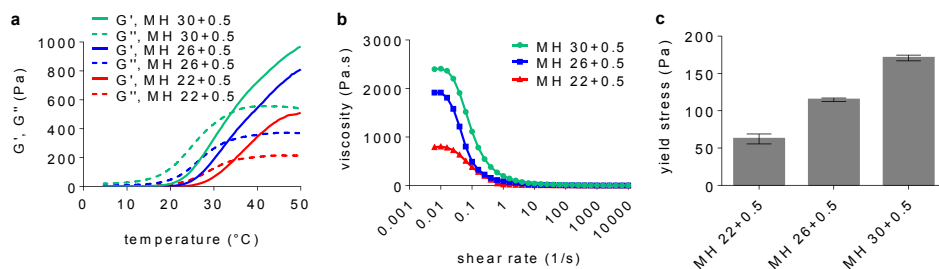 a
G', MH 30+0.5
G'', MH 30+0.5
G', MH 26+0.5
G'', MH 26+0.5
G', MH 22+0.5
G'', MH 22+0.5
G', G'' (Pa)
1000
800
600
400
200
0
0 10 20 30 40 50
temperature (°C)
b
MH 30+0.5
MH 26+0.5
MH 22+0.5
viscosity (Pa.s)
3000
2000
1000
0
0.001 0.01 0.1 1 10 100 1000 10000
shear rate (1/s)
c
yield stress (Pa)
200
150
100
50
0
MH 22+0.5 MH 26+0.5 MH 30+0.5